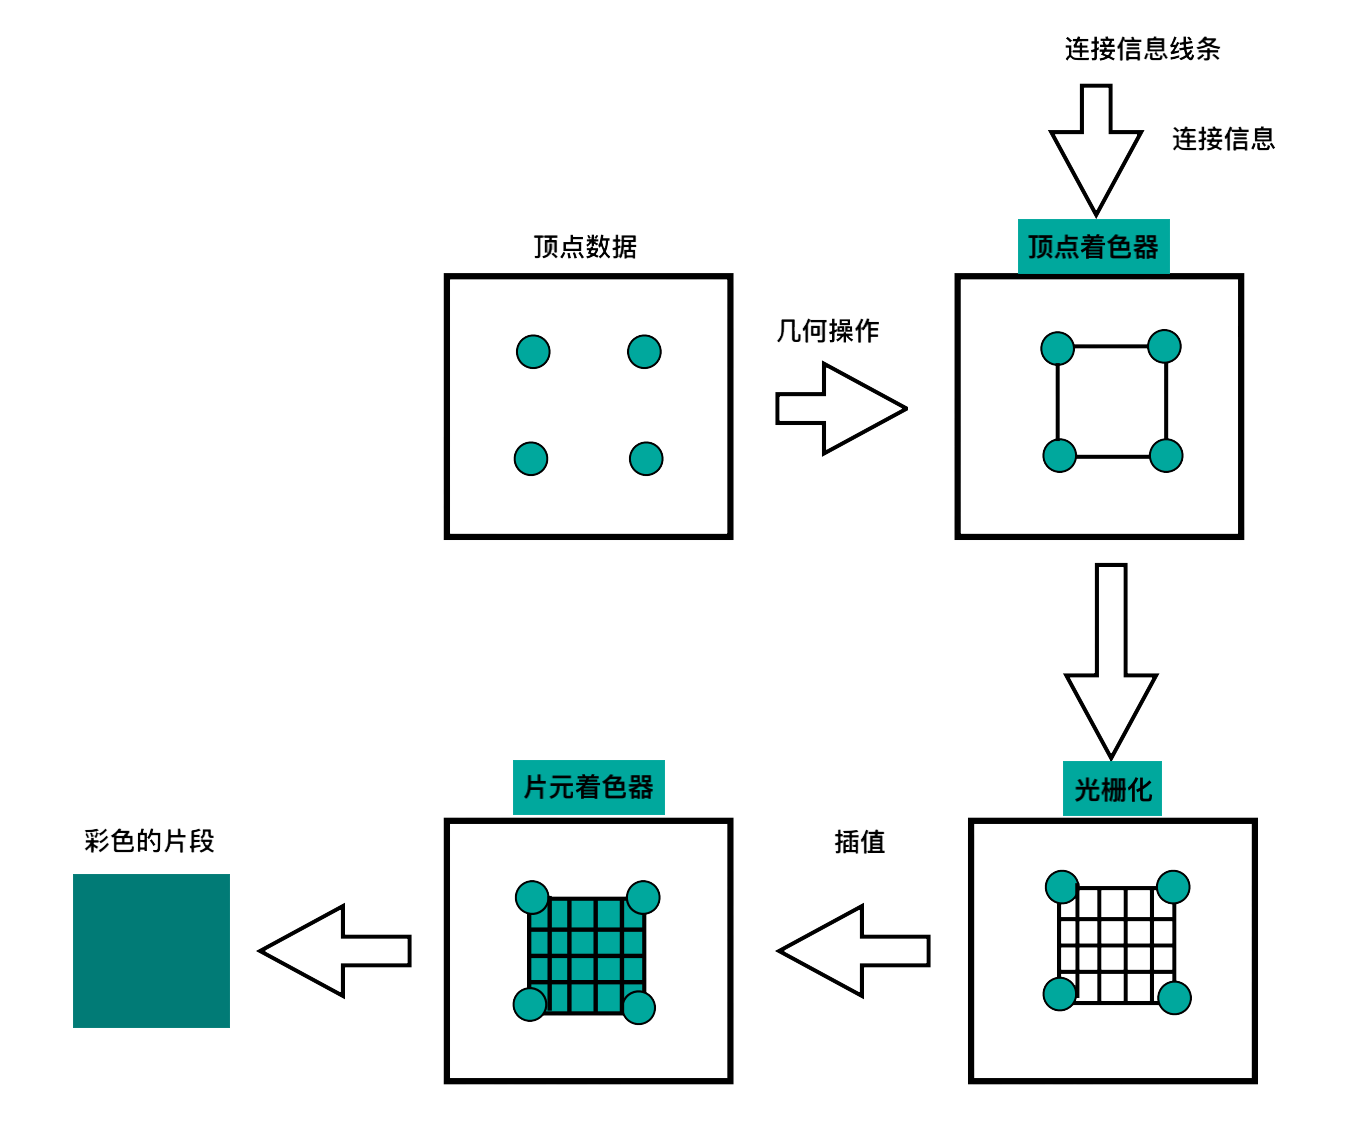 连接信息线条
连接信息
顶点数据
几何操作
顶点着色器
光栅化
插值
片元着色器
彩色的片段